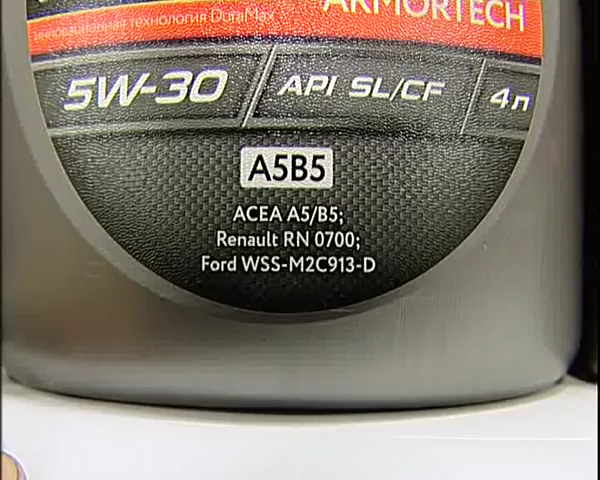 ARMORTECH
инновационная технология DuraMax
5W-30 API SL/CF 4л
A5B5
ACEA A5/B5;
Renault RN 0700;
Ford WSS-M2C913-D